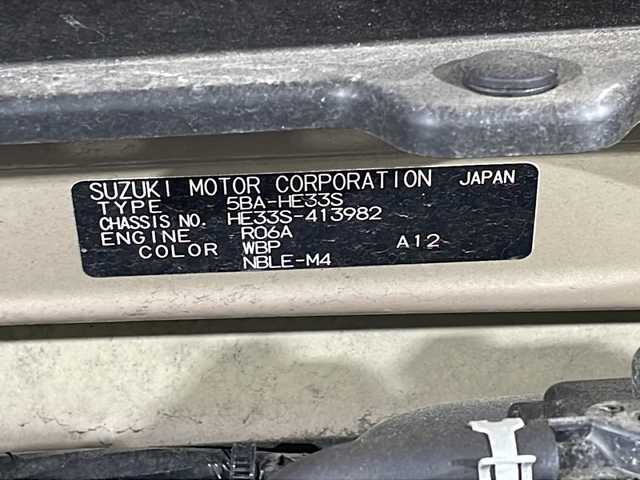 SUZUKI MOTOR CORPORATION JAPAN
TYPE 5BA-HE33S
CHASSIS NO. HE33S-413982
ENGINE R06A
COLOR WBP A12
NBLE-M4